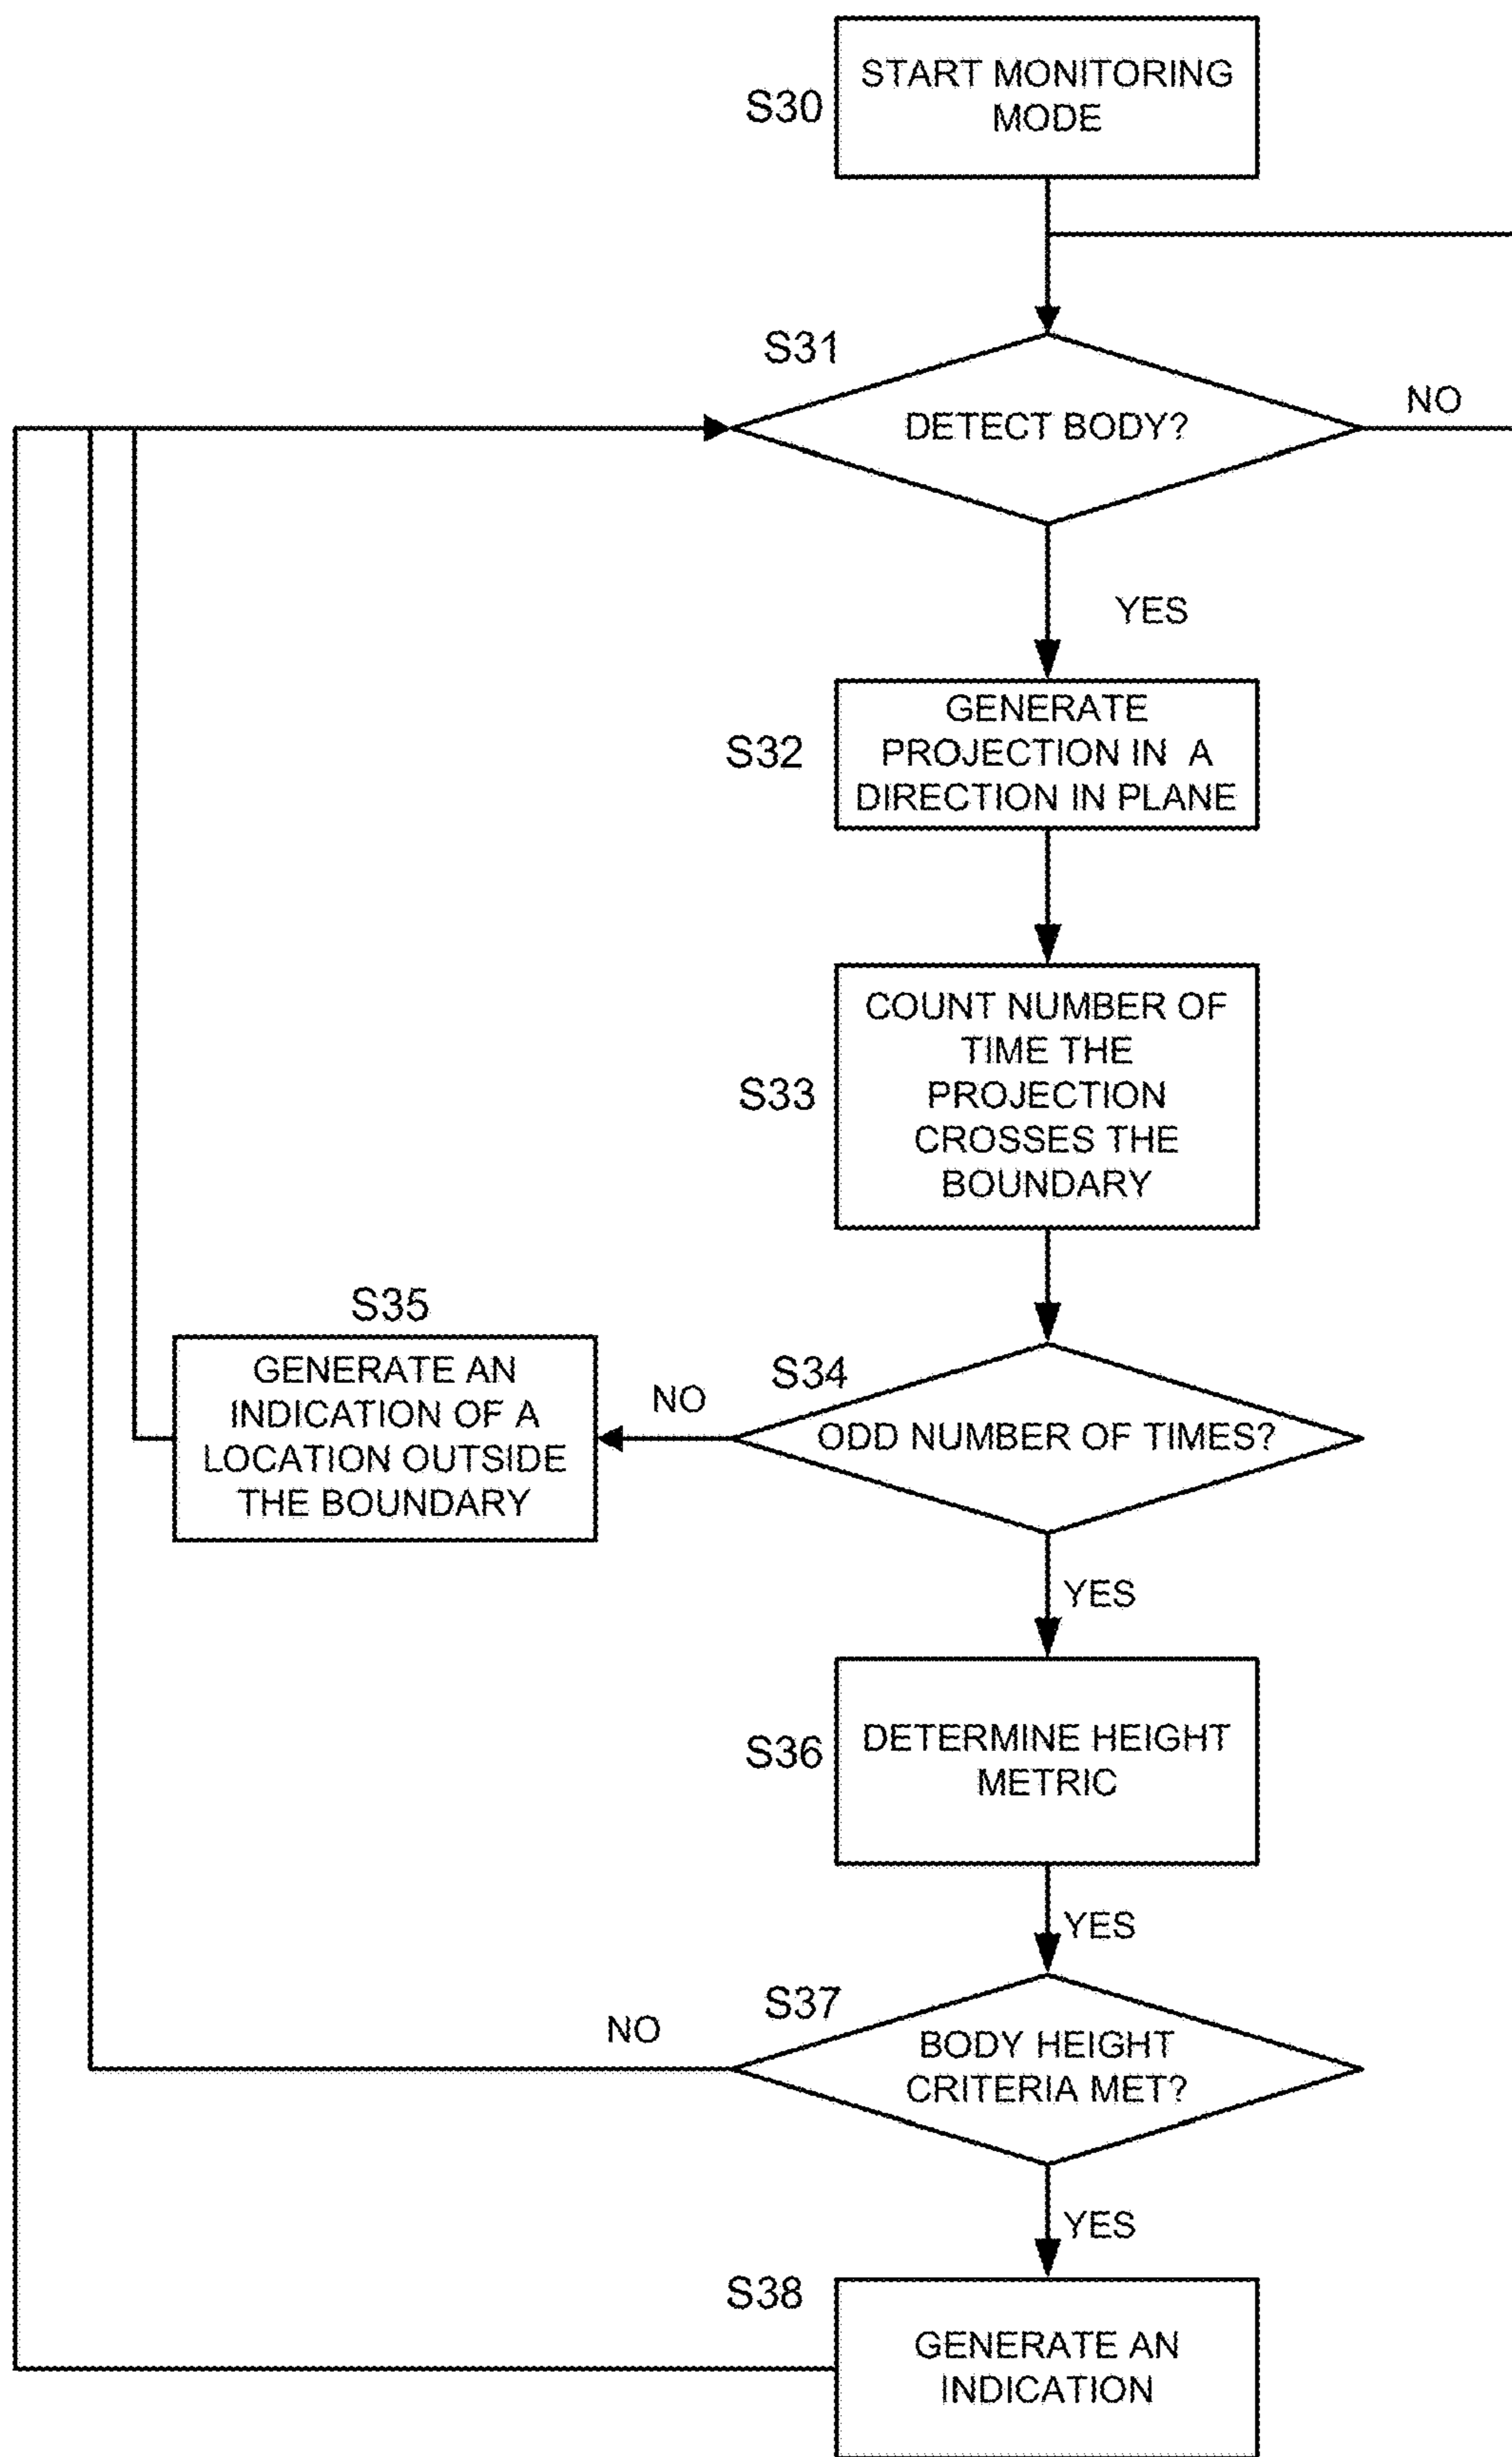 S30
START MONITORING
MODE
S31
DETECT BODY?
NO
YES
S32
GENERATE
PROJECTION IN A
DIRECTION IN PLANE
S33
COUNT NUMBER OF
TIME THE
PROJECTION
CROSSES THE
BOUNDARY
S34
ODD NUMBER OF TIMES?
NO
S35
GENERATE AN
INDICATION OF A
LOCATION OUTSIDE
THE BOUNDARY
YES
S36
DETERMINE HEIGHT
METRIC
YES
S37
BODY HEIGHT
CRITERIA MET?
NO
YES
S38
GENERATE AN
INDICATION